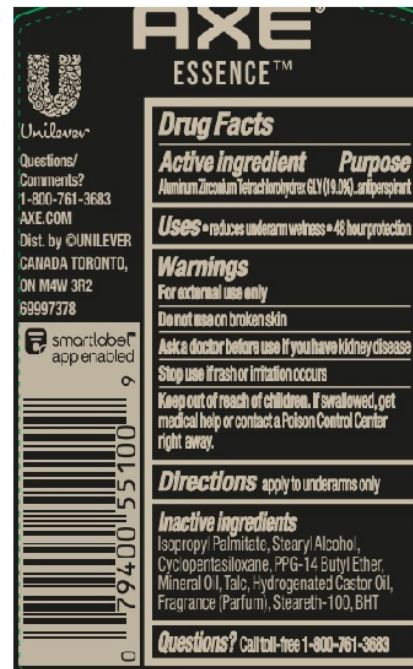 AXE®
ESSENCE™
Unilever
Questions/
Comments?
1-800-761-3683
AXE.COM
Dist. by ©UNILEVER
CANADA TORONTO,
ON M4W 3R2
69997378
smartlabel™
app enabled
0 79400 55100 9
Drug Facts
Active ingredient Purpose
Aluminum Zirconium Tetrachlorohydrex GLY (19.0%)..antiperspirant
Uses • reduces underarm wetness • 48 hour protection
Warnings
For external use only
Do not use on broken skin
Ask a doctor before use if you have kidney disease
Stop use if rash or irritation occurs
Keep out of reach of children. If swallowed, get
medical help or contact a Poison Control Center
right away.
Directions apply to underarms only
Inactive ingredients
Isopropyl Palmitate, Stearyl Alcohol,
Cyclopentasiloxane, PPG-14 Butyl Ether,
Mineral Oil, Talc, Hydrogenated Castor Oil,
Fragrance (Parfum), Steareth-100, BHT
Questions? Call toll-free 1-800-761-3683